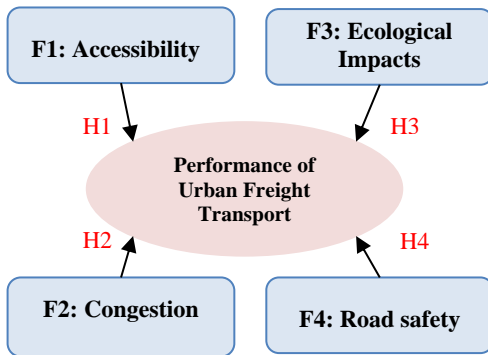 F1: Accessibility
F3: Ecological
Impacts
H1
H3
Performance of
Urban Freight
Transport
H2
H4
F2: Congestion
F4: Road safety